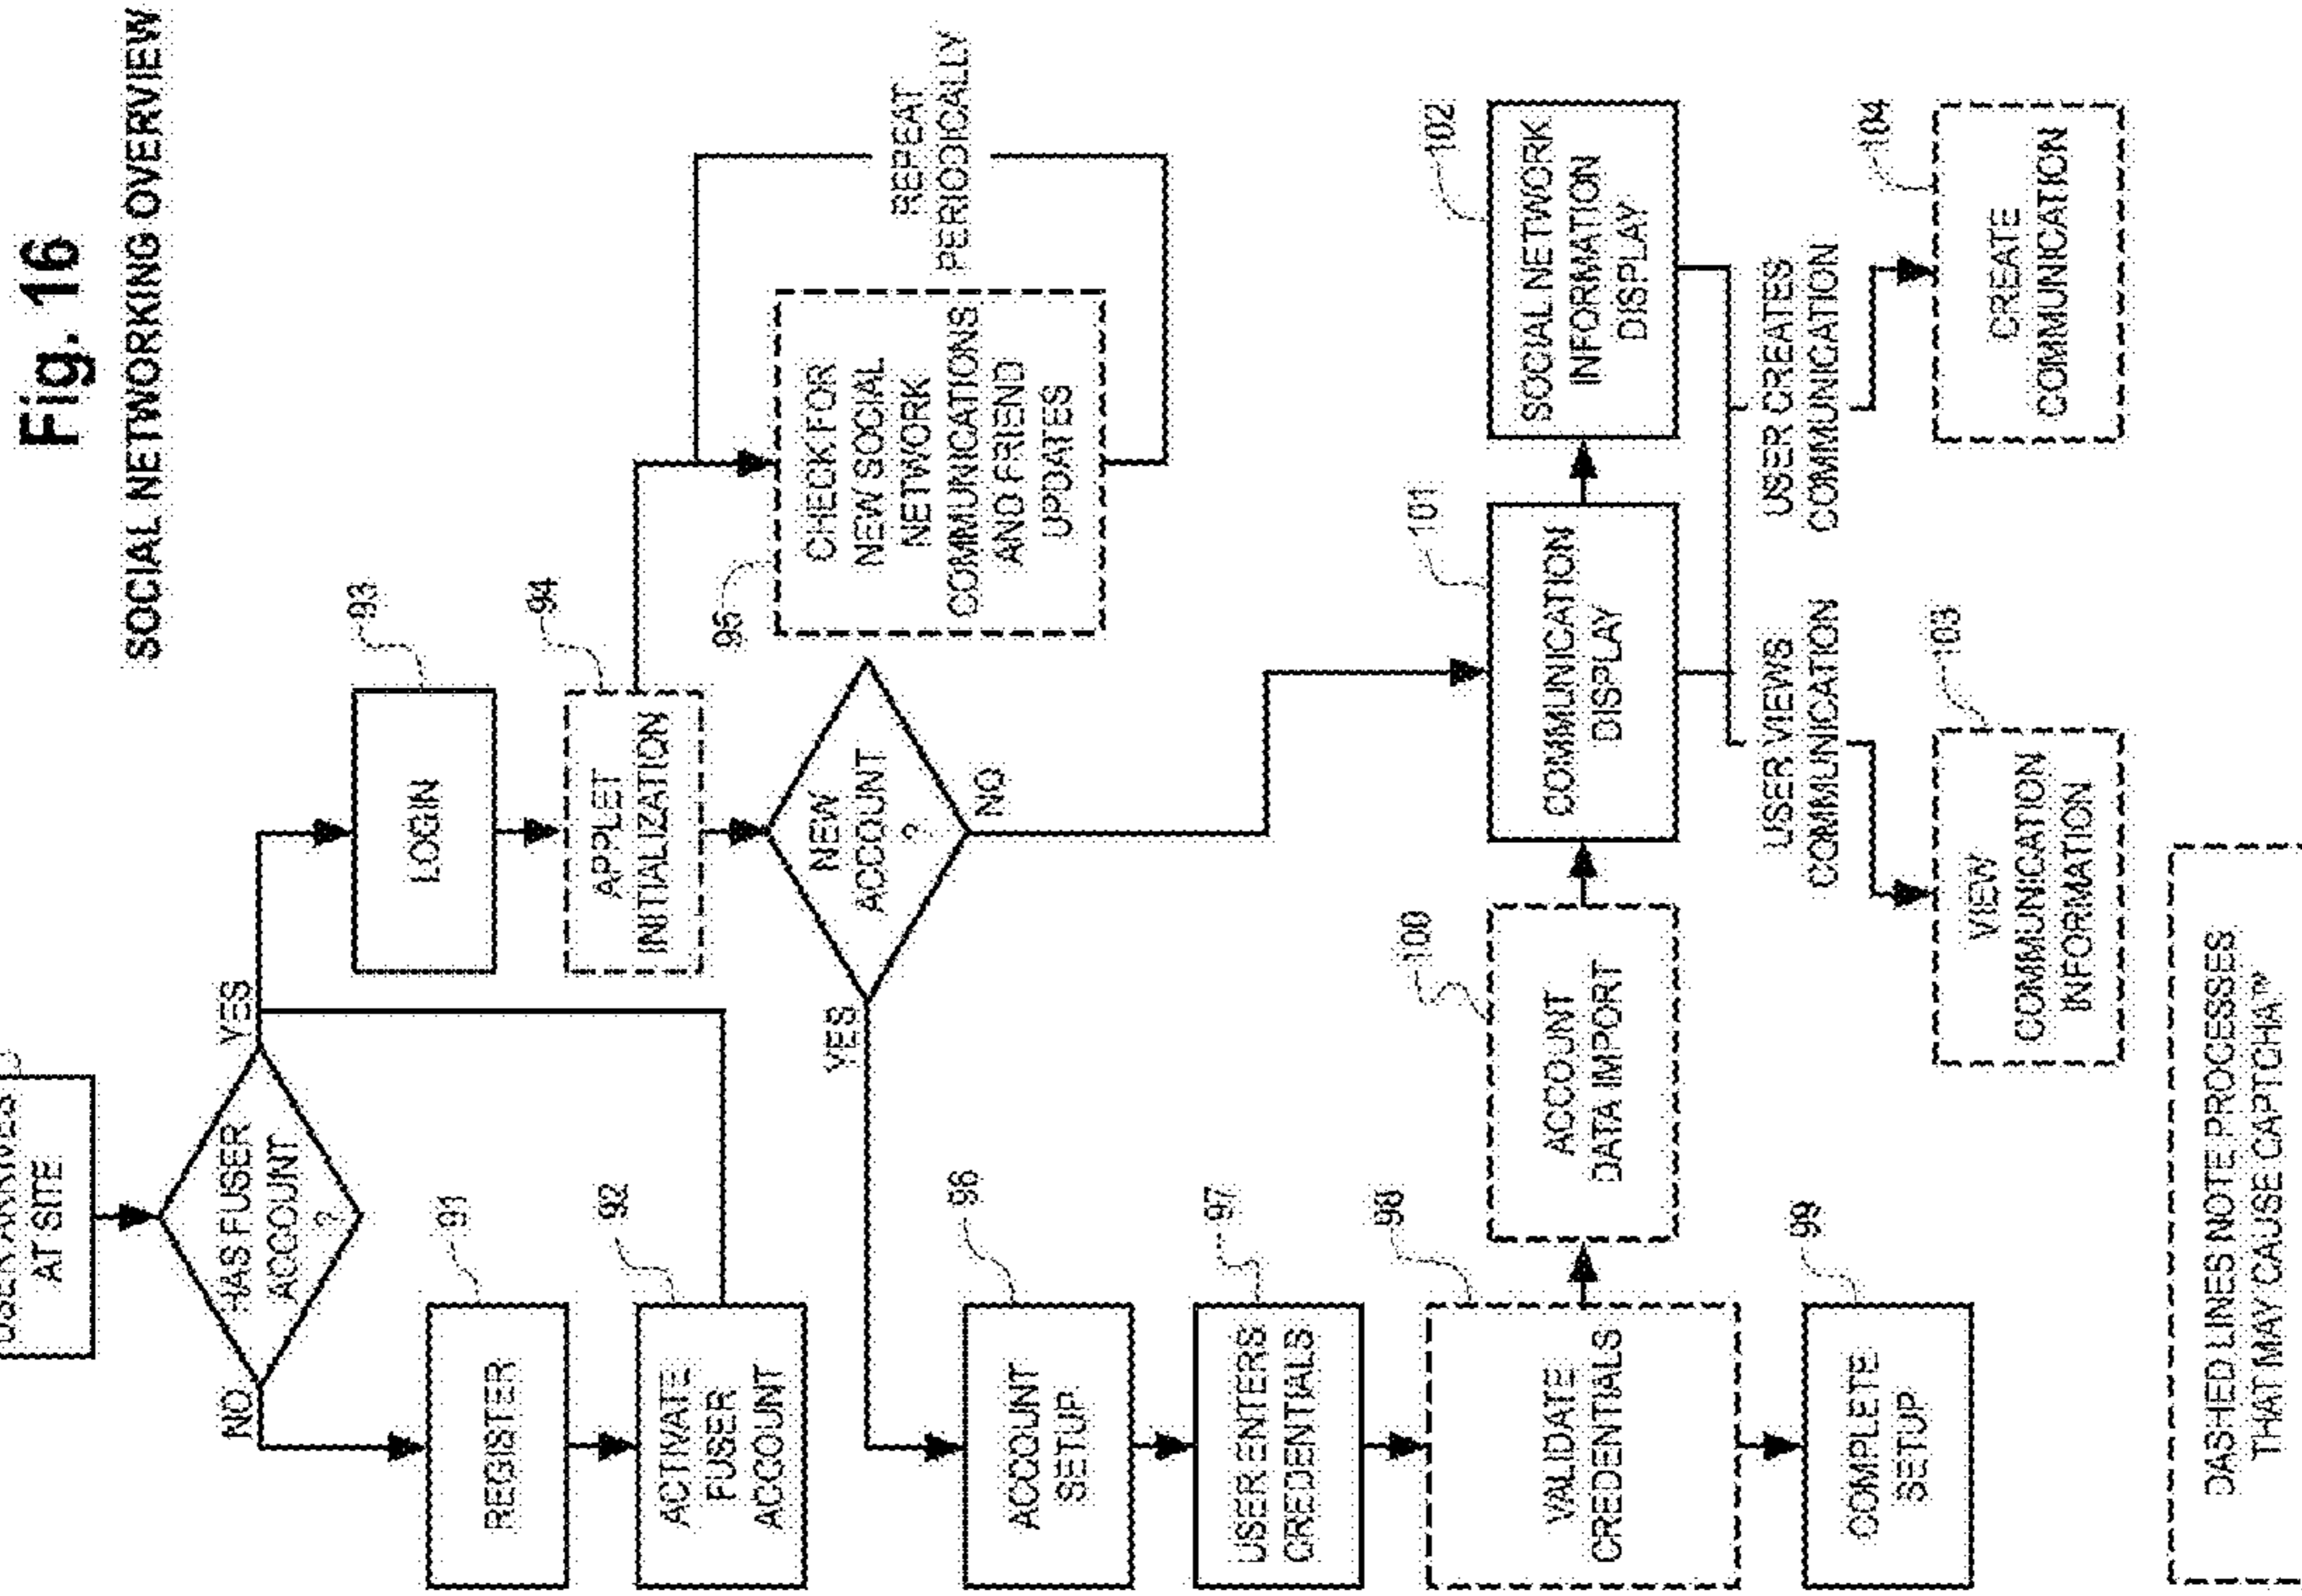 Fig. 16
SOCIAL NETWORKING OVERVIEW
USER ARRIVES
AT SITE
HAS FUSER
ACCOUNT
?
NO
YES
91
REGISTER
92
ACTIVATE
FUSER
ACCOUNT
93
LOGIN
94
APPLET
INITIALIZATION
95
CHECK FOR
NEW SOCIAL
NETWORK
COMMUNICATIONS
AND FRIEND
UPDATES
REPEAT
PERIODICALLY
NEW
ACCOUNT
?
YES
NO
96
ACCOUNT
SETUP
97
USER ENTERS
CREDENTIALS
98
VALIDATE
CREDENTIALS
99
COMPLETE
SETUP
100
ACCOUNT
DATA IMPORT
101
COMMUNICATION
DISPLAY
102
SOCIAL NETWORK
INFORMATION
DISPLAY
USER VIEWS
COMMUNICATION
USER CREATES
COMMUNICATION
103
VIEW
COMMUNICATION
INFORMATION
104
CREATE
COMMUNICATION
DASHED LINES NOTE PROCESSES
THAT MAY CAUSE CAPTCHA™